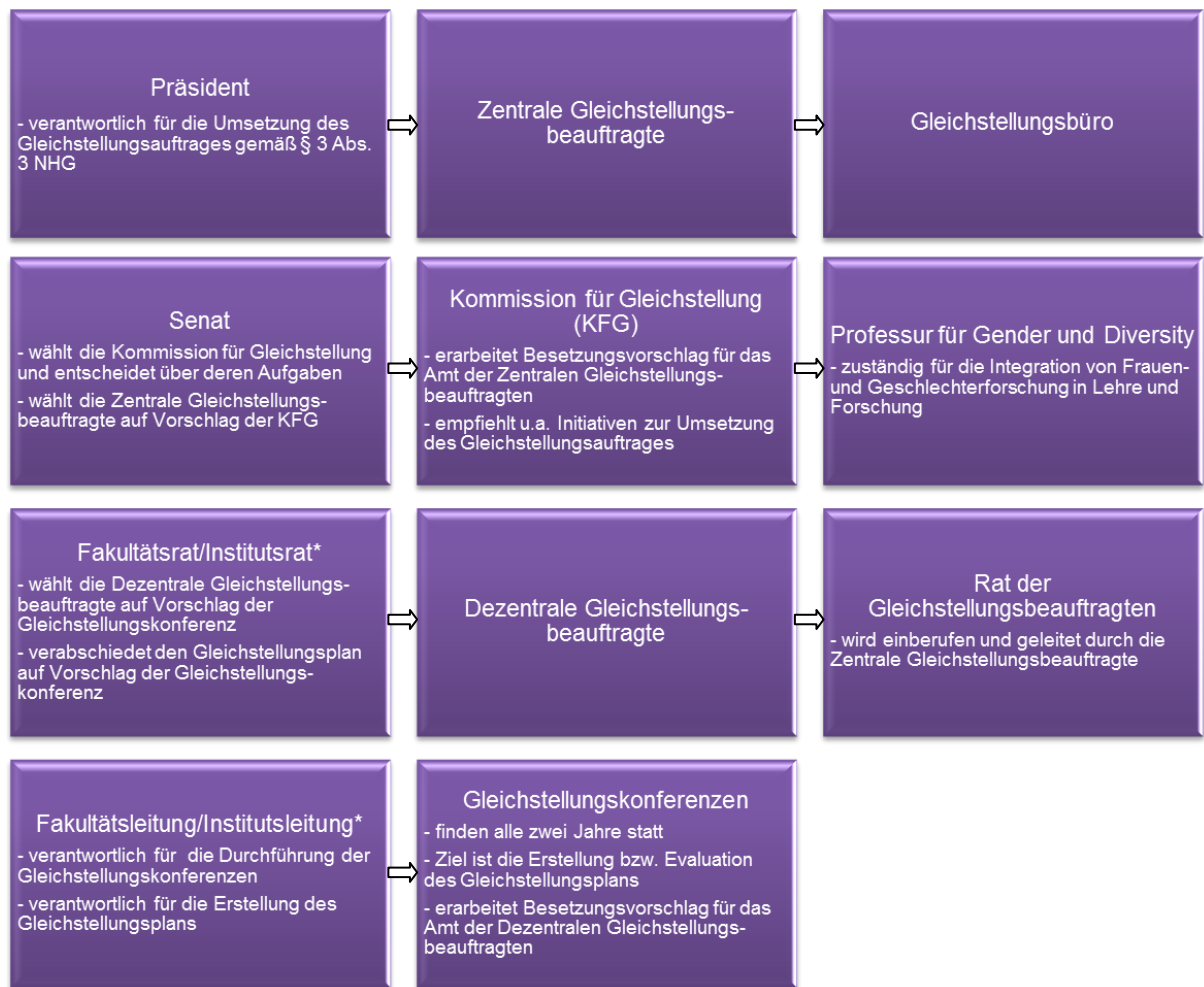 Präsident
- verantwortlich für die Umsetzung des
Gleichstellungsauftrages gemäß § 3 Abs.
3 NHG
Zentrale Gleichstellungs-
beauftragte
Gleichstellungsbüro
Senat
- wählt die Kommission für Gleichstellung
und entscheidet über deren Aufgaben
- wählt die Zentrale Gleichstellungs-
beauftragte auf Vorschlag der KFG
Kommission für Gleichstellung
(KFG)
- erarbeitet Besetzungsvorschlag für das
Amt der Zentralen Gleichstellungs-
beauftragten
- empfiehlt u.a. Initiativen zur Umsetzung
des Gleichstellungsauftrages
Professur für Gender und Diversity
- zuständig für die Integration von Frauen-
und Geschlechterforschung in Lehre und
Forschung
Fakultätsrat/Institutsrat*
- wählt die Dezentrale Gleichstellungs-
beauftragte auf Vorschlag der
Gleichstellungskonferenz
- verabschiedet den Gleichstellungsplan
auf Vorschlag der Gleichstellungs-
konferenz
Dezentrale Gleichstellungs-
beauftragte
Rat der
Gleichstellungsbeauftragten
- wird einberufen und geleitet durch die
Zentrale Gleichstellungsbeauftragte
Fakultätsleitung/Institutsleitung*
- verantwortlich für die Durchführung der
Gleichstellungskonferenzen
- verantwortlich für die Erstellung des
Gleichstellungsplans
Gleichstellungskonferenzen
- finden alle zwei Jahre statt
- Ziel ist die Erstellung bzw. Evaluation
des Gleichstellungsplans
- erarbeitet Besetzungsvorschlag für das
Amt der Dezentralen Gleichstellungs-
beauftragten